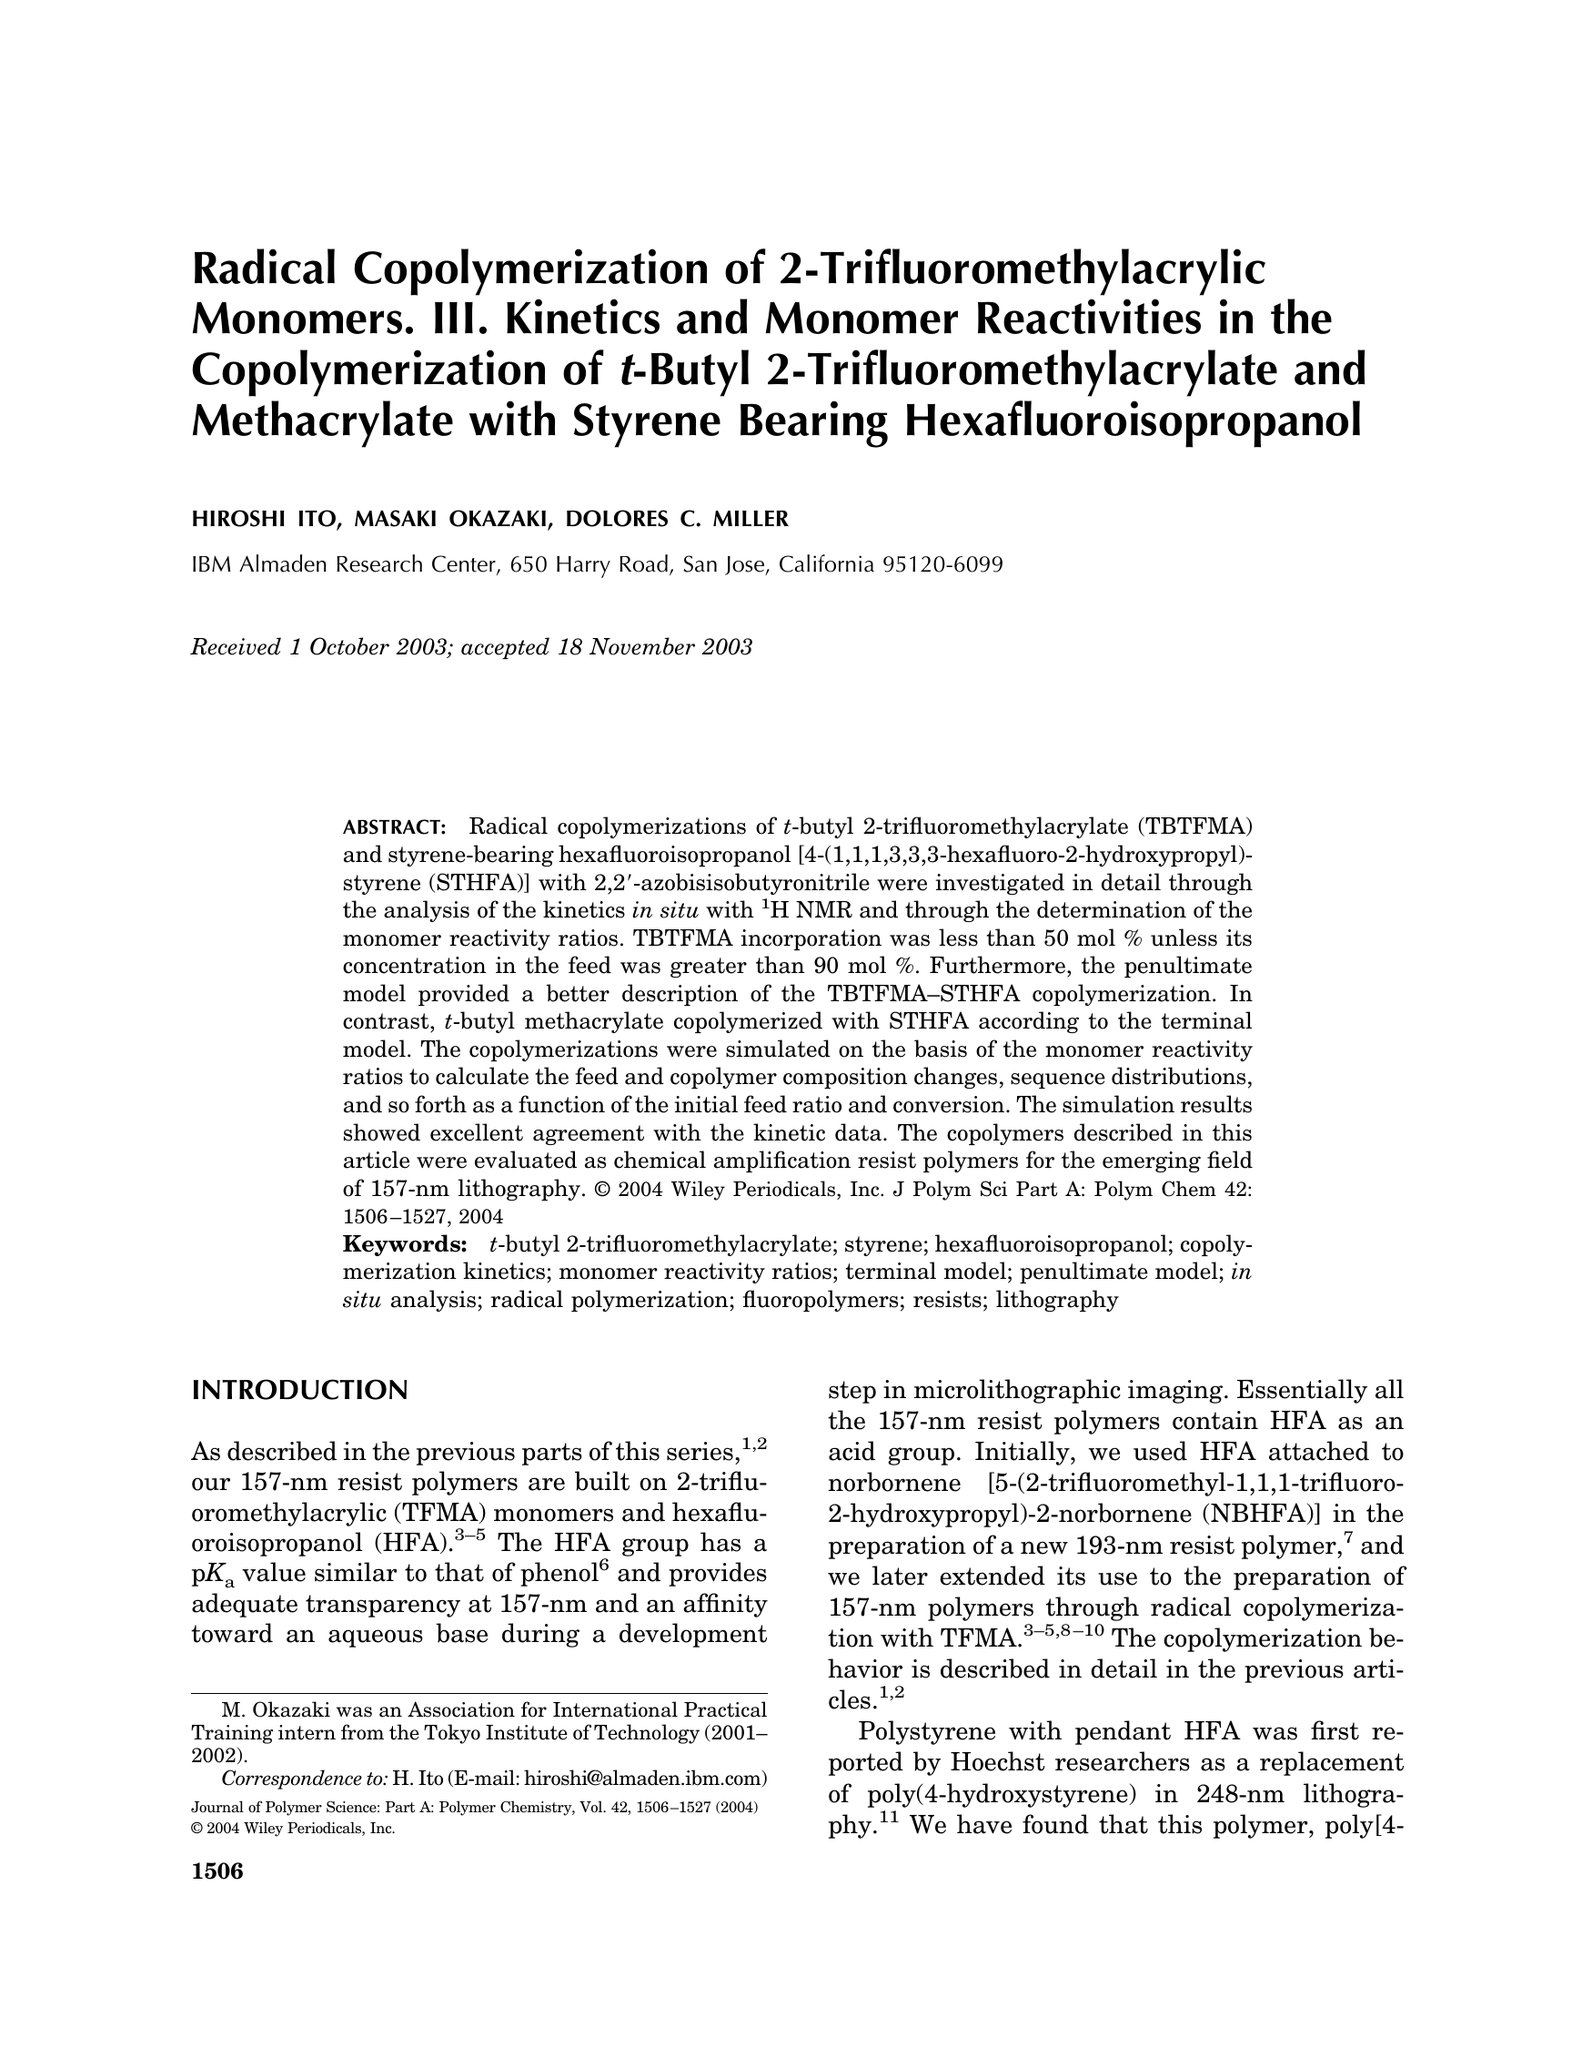 Radical Copolymerization of 2-Trifluoromethylacrylic
Monomers. III. Kinetics and Monomer Reactivities in the
Copolymerization of t-Butyl 2-Trifluoromethylacrylate and
Methacrylate with Styrene Bearing Hexafluoroisopropanol
HIROSHI ITO, MASAKI OKAZAKI, DOLORES C. MILLER
IBM Almaden Research Center, 650 Harry Road, San Jose, California 95120-6099
Received 1 October 2003; accepted 18 November 2003
ABSTRACT: Radical copolymerizations of t-butyl 2-trifluoromethylacrylate (TBTFMA)
and styrene-bearing hexafluoroisopropanol [4-(1,1,1,3,3,3-hexafluoro-2-hydroxypropyl)-
styrene (STHFA)] with 2,2′-azobisisobutyronitrile were investigated in detail through
the analysis of the kinetics in situ with ¹H NMR and through the determination of the
monomer reactivity ratios. TBTFMA incorporation was less than 50 mol % unless its
concentration in the feed was greater than 90 mol %. Furthermore, the penultimate
model provided a better description of the TBTFMA–STHFA copolymerization. In
contrast, t-butyl methacrylate copolymerized with STHFA according to the terminal
model. The copolymerizations were simulated on the basis of the monomer reactivity
ratios to calculate the feed and copolymer composition changes, sequence distributions,
and so forth as a function of the initial feed ratio and conversion. The simulation results
showed excellent agreement with the kinetic data. The copolymers described in this
article were evaluated as chemical amplification resist polymers for the emerging field
of 157-nm lithography. © 2004 Wiley Periodicals, Inc. J Polym Sci Part A: Polym Chem 42:
1506–1527, 2004
Keywords: t-butyl 2-trifluoromethylacrylate; styrene; hexafluoroisopropanol; copoly-
merization kinetics; monomer reactivity ratios; terminal model; penultimate model; in
situ analysis; radical polymerization; fluoropolymers; resists; lithography
INTRODUCTION
As described in the previous parts of this series,¹,²
our 157-nm resist polymers are built on 2-triflu-
oromethylacrylic (TFMA) monomers and hexaflu-
oroisopropanol (HFA).³–⁵ The HFA group has a
pKₐ value similar to that of phenol⁶ and provides
adequate transparency at 157-nm and an affinity
toward an aqueous base during a development
M. Okazaki was an Association for International Practical
Training intern from the Tokyo Institute of Technology (2001–
2002).
Correspondence to: H. Ito (E-mail: hiroshi@almaden.ibm.com)
Journal of Polymer Science: Part A: Polymer Chemistry, Vol. 42, 1506–1527 (2004)
© 2004 Wiley Periodicals, Inc.
1506
step in microlithographic imaging. Essentially all
the 157-nm resist polymers contain HFA as an
acid group. Initially, we used HFA attached to
norbornene [5-(2-trifluoromethyl-1,1,1-trifluoro-
2-hydroxypropyl)-2-norbornene (NBHFA)] in the
preparation of a new 193-nm resist polymer,⁷ and
we later extended its use to the preparation of
157-nm polymers through radical copolymeriza-
tion with TFMA.³–⁵,⁸–¹⁰ The copolymerization be-
havior is described in detail in the previous arti-
cles.¹,²
Polystyrene with pendant HFA was first re-
ported by Hoechst researchers as a replacement
of poly(4-hydroxystyrene) in 248-nm lithogra-
phy.¹¹ We have found that this polymer, poly[4-